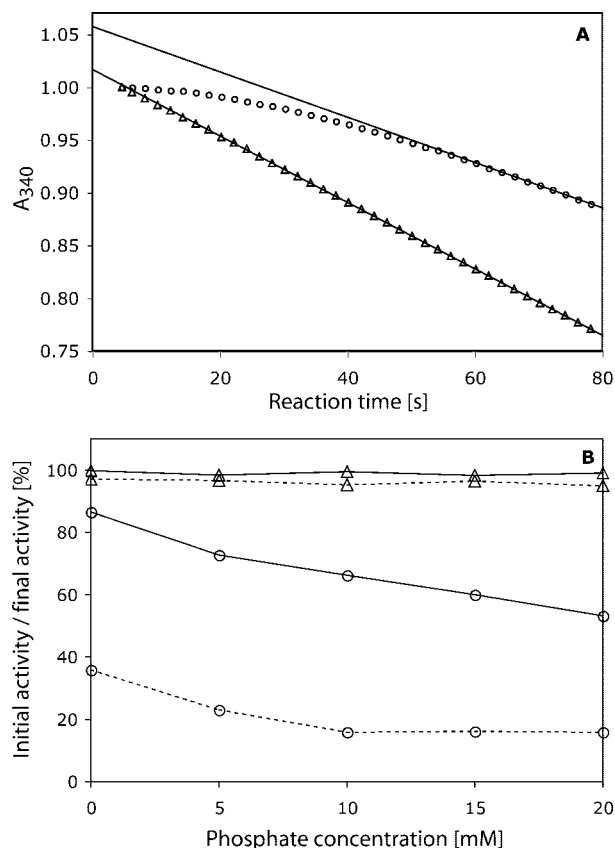 A
1.05
1.00
0.95
0.90
0.85
0.80
0.75
A340
0 20 40 60 80
Reaction time [s]
B
100
80
60
40
20
0
Initial activity / final activity [%]
0 5 10 15 20
Phosphate concentration [mM]